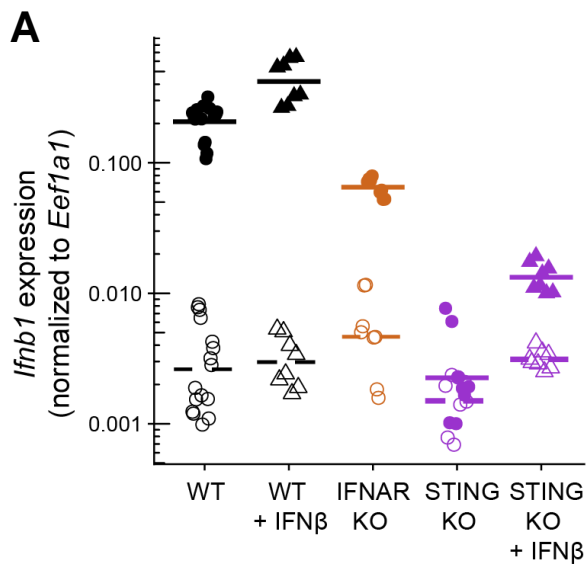 A
Ifnb1 expression
(normalized to Eef1a1)
0.100
0.010
0.001
WT
WT
+ IFNβ
IFNAR
KO
STING
KO
STING
KO
+ IFNβ